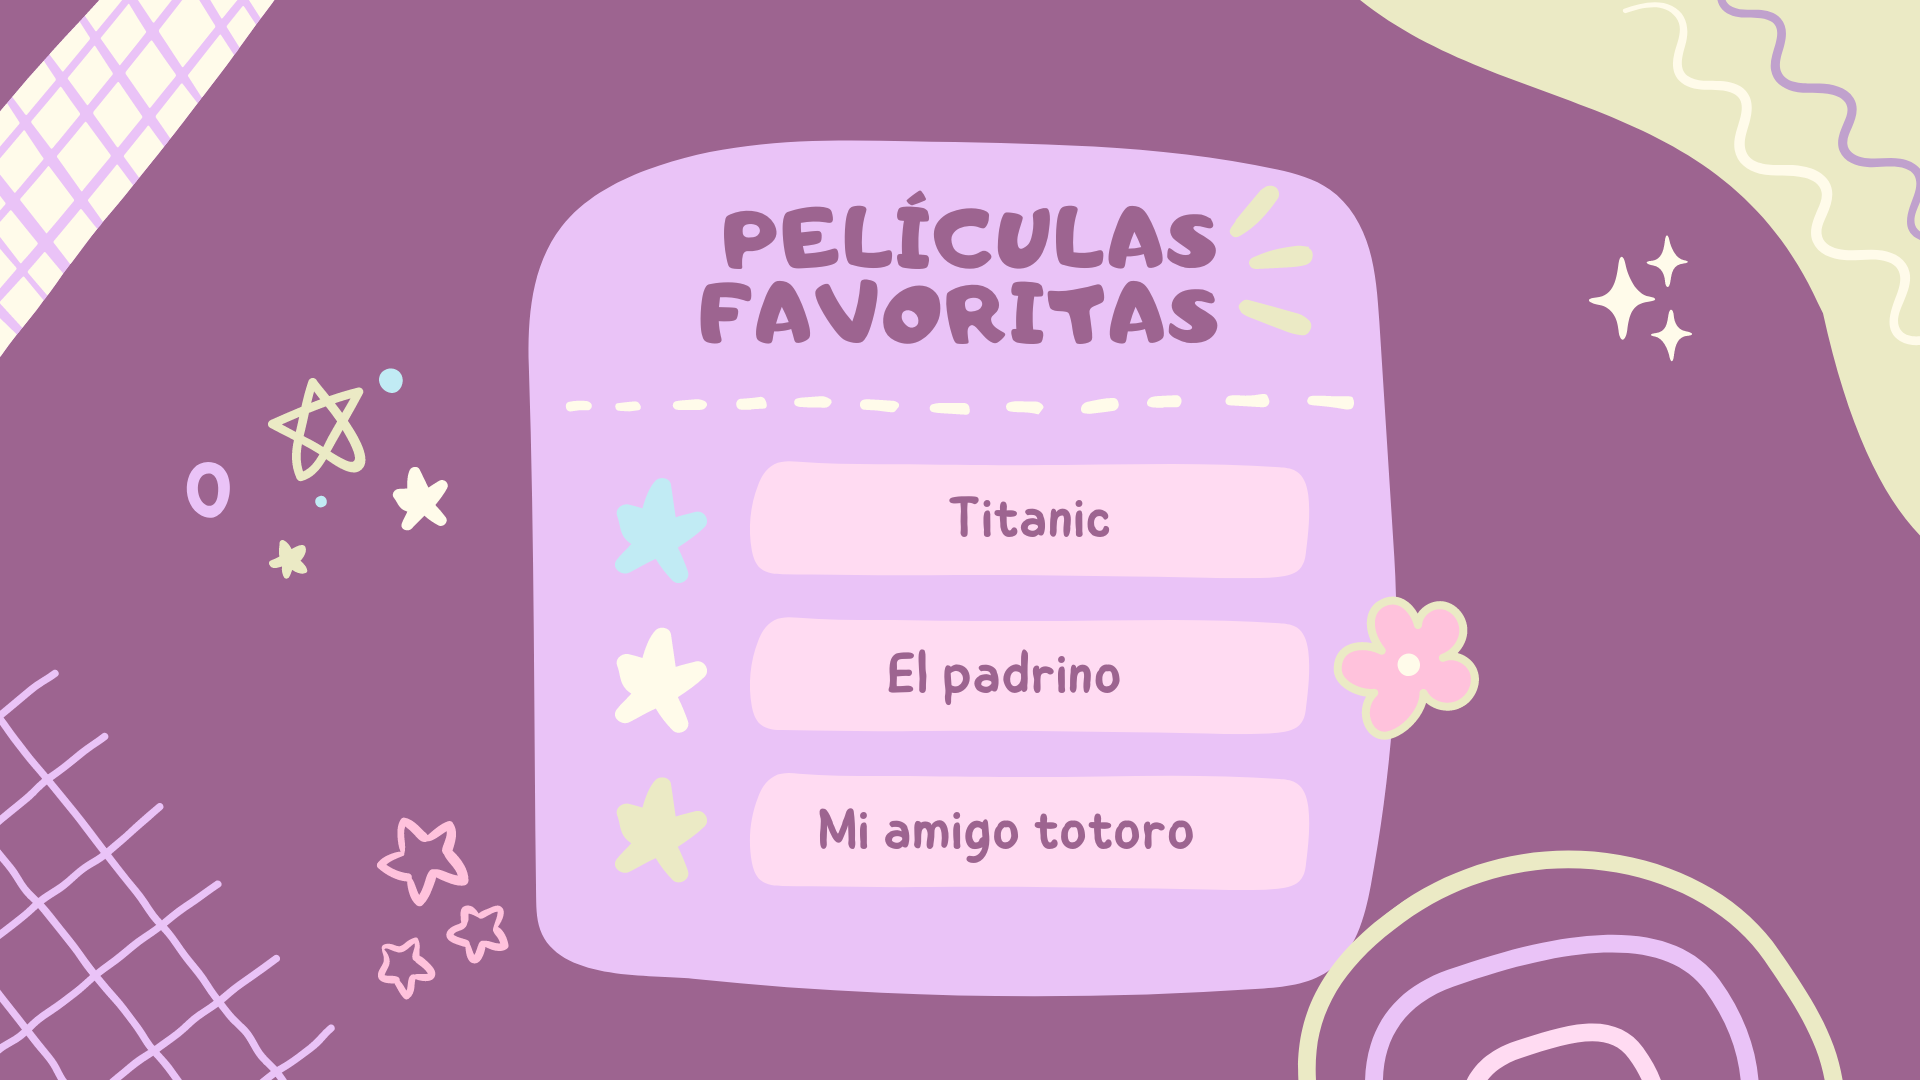 PELÍCULAS
FAVORITAS
Titanic
El padrino
Mi amigo totoro